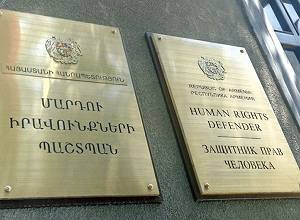 ՀԱՅԱՍՏԱՆԻ ՀԱՆՐԱՊԵՏՈՒԹՅՈՒՆ
ՄԱՐԴՈՒ
ԻՐԱՎՈՒՆՔՆԵՐԻ
ՊԱՇՏՊԱՆ
REPUBLIC OF ARMENIA
РЕСПУБЛИКА АРМЕНИЯ
HUMAN RIGHTS
DEFENDER
ЗАЩИТНИК ПРАВ
ЧЕЛОВЕКА